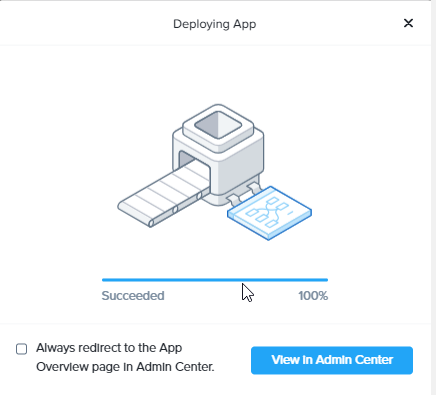 Deploying App
Succeeded 100%
Always redirect to the App
Overview page in Admin Center.
View in Admin Center